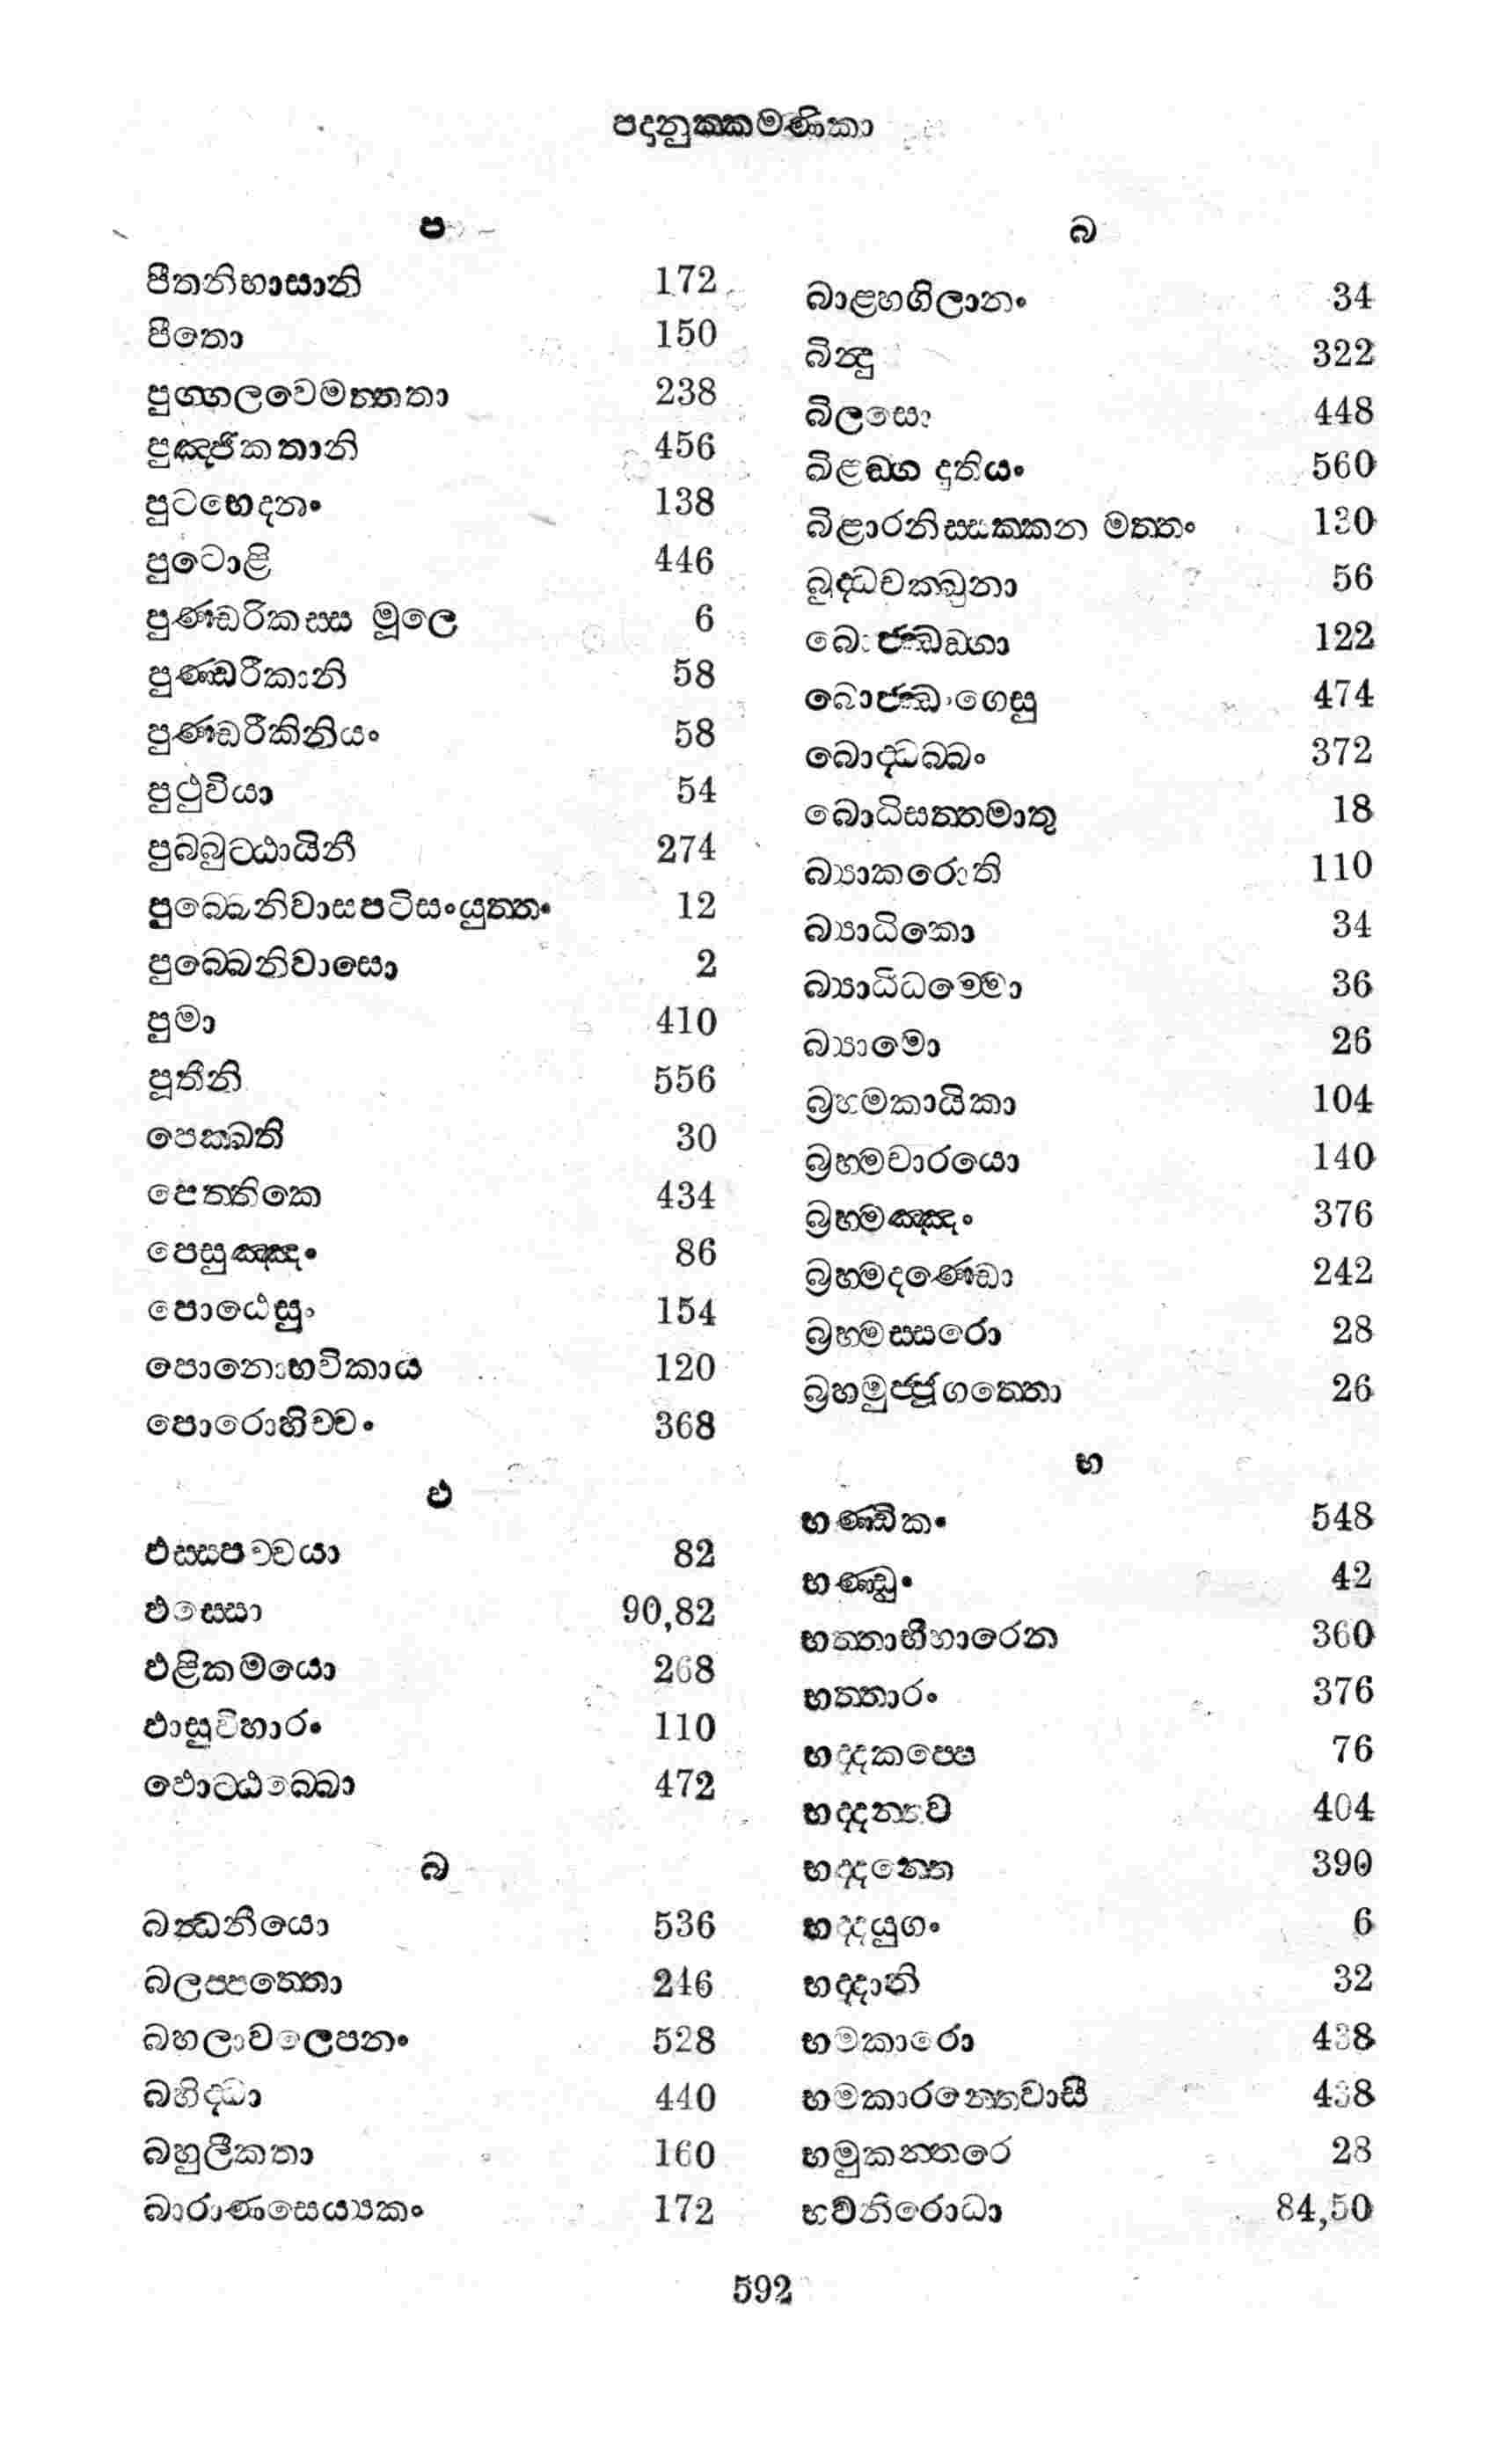 පදානුක්කමණිකා
ප
පීතනිභාසානි 172
පීතො 150
පුග්ගලවෙමත්තතා 238
පුඤ්ජිකතානි 456
පුටභෙදනං 138
පුටොළි 446
පුණ්ඩරිකස්ස මූලෙ 6
පුණ්ඩරීකානි 58
පුණ්ඩරීකිනියං 58
පුථුවියා 54
පුබ්බුට්ඨායිනී 274
පුබ්බෙනිවාසපටිසංයුත්තං 12
පුබ්බෙනිවාසො 2
පුමා 410
පූතීනි 556
පෙක්ඛති 30
පෙත්තිකෙ 434
පෙසුඤ්ඤං 86
පොඨෙසුං 154
පොනොභවිකාය 120
පොරොහිච්චං 368
ඵ
ඵස්සපච්චයා 82
ඵස්සො 90,82
ඵළිකමයො 268
ඵාසුවිහාරං 110
ඵොට්ඨබ්බො 472
බ
බන්ධනීයො 536
බලප්පත්තො 246
බහලාවලෙපනං 528
බහිද්ධා 440
බහුලීකතා 160
බාරාණසෙය්‍යකං 172
බ
බාළ්හගිලානං 34
බින්දු 322
බිලසො 448
බිළඞ්ග දුතියං 560
බිළාරනිස්සක්කන මත්තං 130
බුද්ධචක්ඛුනා 56
බොජ්ඣඞ්ගා 122
බොජ්ඣංගෙසු 474
බොද්ධබ්බං 372
බොධිසත්තමාතු 18
බ්‍යාකරොති 110
බ්‍යාධිකො 34
බ්‍යාධිධම්මො 36
බ්‍යාමො 26
බ්‍රහ්මකායිකා 104
බ්‍රහ්මචාරයො 140
බ්‍රහ්මඤ්ඤං 376
බ්‍රහ්මදණ්ඩො 242
බ්‍රහ්මස්සරො 28
බ්‍රහ්මුජ්ජුගත්තො 26
භ
භණ්ඩිකං 548
භණ්ඩුං 42
භත්තාභිහාරෙන 360
භත්තාරං 376
භද්දකප්පෙ 76
භද්දන්තව 404
භද්දන්තෙ 390
භද්දයුගං 6
භද්දානි 32
භමකාරො 438
භමකාරන්තෙවාසී 438
භමුකන්තරෙ 28
භවනිරොධා 84,50
592